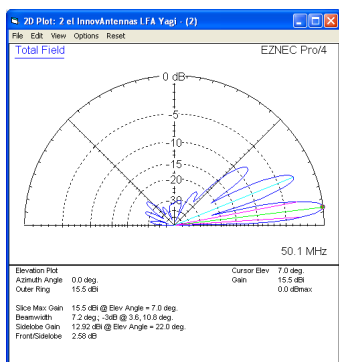 2D Plot: 2 el InnovAntennas LFA Yagi - (2)
File Edit View Options Reset
Total Field
EZNEC Pro/4
0 dB
-5
-10
-15
-20
-30
50.1 MHz
Elevation Plot
Azimuth Angle 0.0 deg.
Outer Ring 15.5 dBi
Cursor Elev 7.0 deg.
Gain 15.5 dBi
0.0 dBmax
Slice Max Gain 15.5 dBi @ Elev Angle = 7.0 deg.
Beamwidth 7.2 deg.; -3dB @ 3.6, 10.8 deg.
Sidelobe Gain 12.92 dBi @ Elev Angle = 22.0 deg.
Front/Sidelobe 2.58 dB